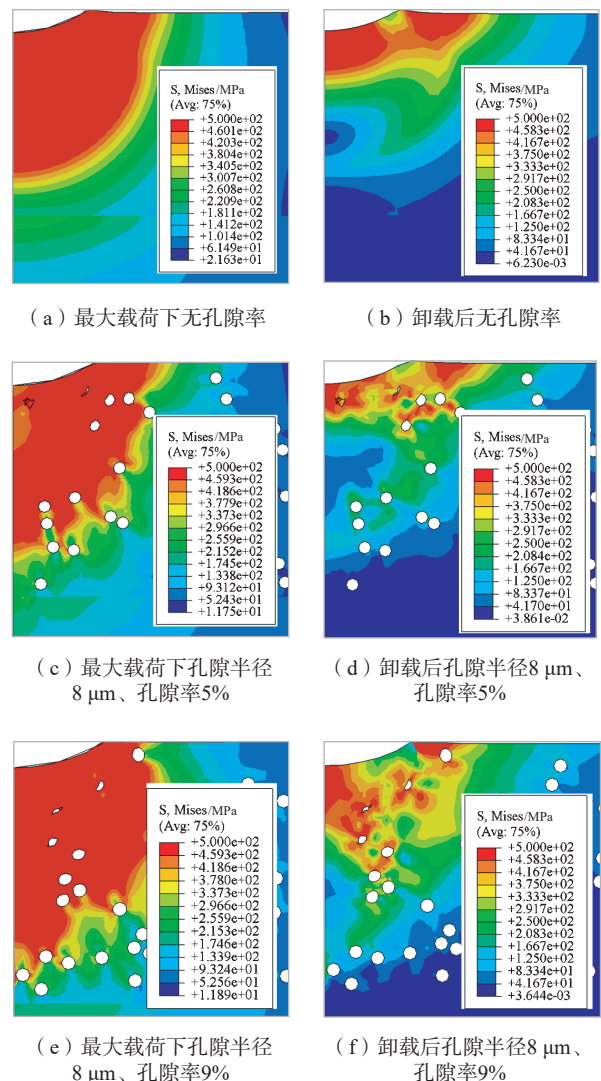 S, Mises/MPa
(Avg: 75%)
+5.000e+02
+4.601e+02
+4.203e+02
+3.804e+02
+3.405e+02
+3.007e+02
+2.608e+02
+2.209e+02
+1.811e+02
+1.412e+02
+1.014e+02
+6.149e+01
+2.163e+01
S, Mises/MPa
(Avg: 75%)
+5.000e+02
+4.583e+02
+4.167e+02
+3.750e+02
+3.333e+02
+2.917e+02
+2.500e+02
+2.083e+02
+1.667e+02
+1.250e+02
+8.334e+01
+4.167e+01
+6.230e-03
（a）最大载荷下无孔隙率
（b）卸载后无孔隙率
S, Mises/MPa
(Avg: 75%)
+5.000e+02
+4.593e+02
+4.186e+02
+3.779e+02
+3.373e+02
+2.966e+02
+2.559e+02
+2.152e+02
+1.745e+02
+1.338e+02
+9.312e+01
+5.243e+01
+1.175e+01
S, Mises/MPa
(Avg: 75%)
+5.000e+02
+4.583e+02
+4.167e+02
+3.750e+02
+3.333e+02
+2.917e+02
+2.500e+02
+2.084e+02
+1.667e+02
+1.250e+02
+8.337e+01
+4.170e+01
+3.861e-02
（c）最大载荷下孔隙半径
8 μm、孔隙率5%
（d）卸载后孔隙半径8 μm、
孔隙率5%
S, Mises/MPa
(Avg: 75%)
+5.000e+02
+4.593e+02
+4.186e+02
+3.780e+02
+3.373e+02
+2.966e+02
+2.559e+02
+2.153e+02
+1.746e+02
+1.339e+02
+9.324e+01
+5.256e+01
+1.189e+01
S, Mises/MPa
(Avg: 75%)
+5.000e+02
+4.583e+02
+4.167e+02
+3.750e+02
+3.333e+02
+2.917e+02
+2.500e+02
+2.083e+02
+1.667e+02
+1.250e+02
+8.334e+01
+4.167e+01
+3.644e-03
（e）最大载荷下孔隙半径
8 μm、孔隙率9%
（f）卸载后孔隙半径8 μm、
孔隙率9%